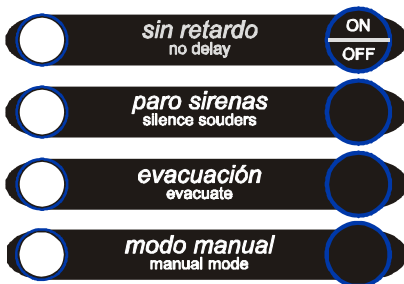 sin retardo
no delay
ON
OFF
paro sirenas
silence souders
evacuación
evacuate
modo manual
manual mode